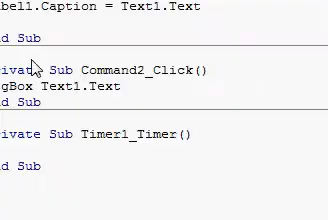 bel1.Caption = Text1.Text
d Sub
ivate Sub Command2_Click()
gBox Text1.Text
d Sub
ivate Sub Timer1_Timer()
d Sub